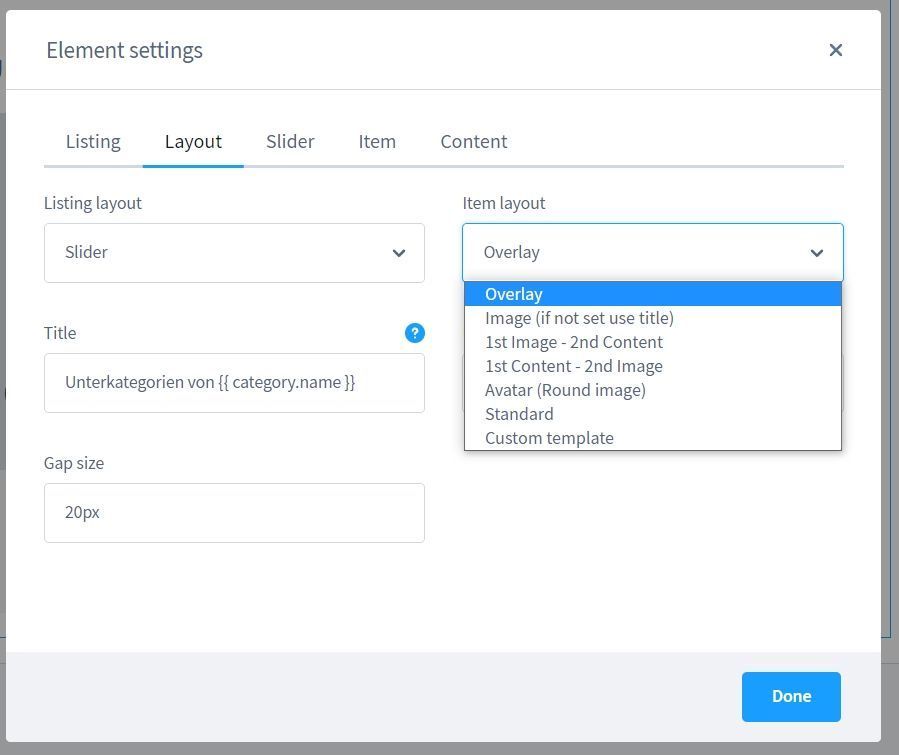 Element settings
Listing Layout Slider Item Content
Listing layout
Slider
Item layout
Overlay
Overlay
Image (if not set use title)
1st Image - 2nd Content
1st Content - 2nd Image
Avatar (Round image)
Standard
Custom template
Title
?
Unterkategorien von {{ category.name }}
Gap size
20px
Done